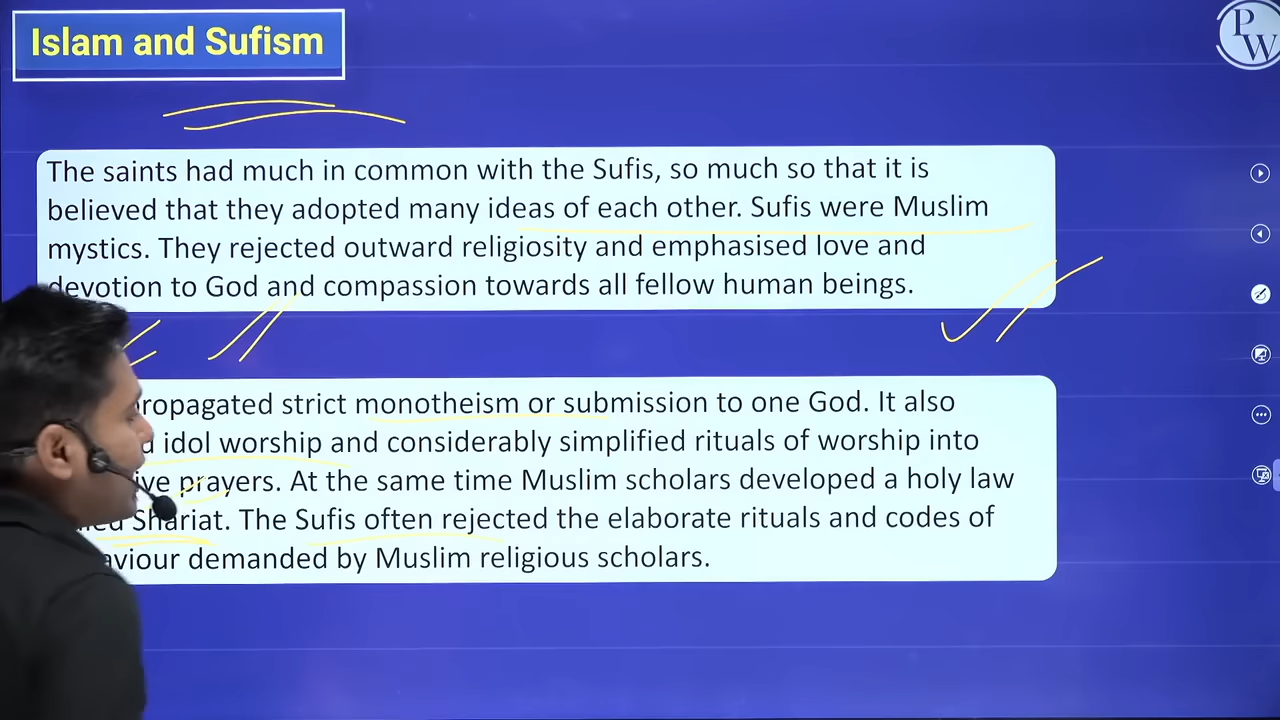 Islam and Sufism
PW
The saints had much in common with the Sufis, so much so that it is
believed that they adopted many ideas of each other. Sufis were Muslim
mystics. They rejected outward religiosity and emphasised love and
devotion to God and compassion towards all fellow human beings.
strict monotheism or submission to one God. It also
idol worship and considerably simplified rituals of worship into
prayers. At the same time Muslim scholars developed a holy law
Shariat. The Sufis often rejected the elaborate rituals and codes of
demanded by Muslim religious scholars.